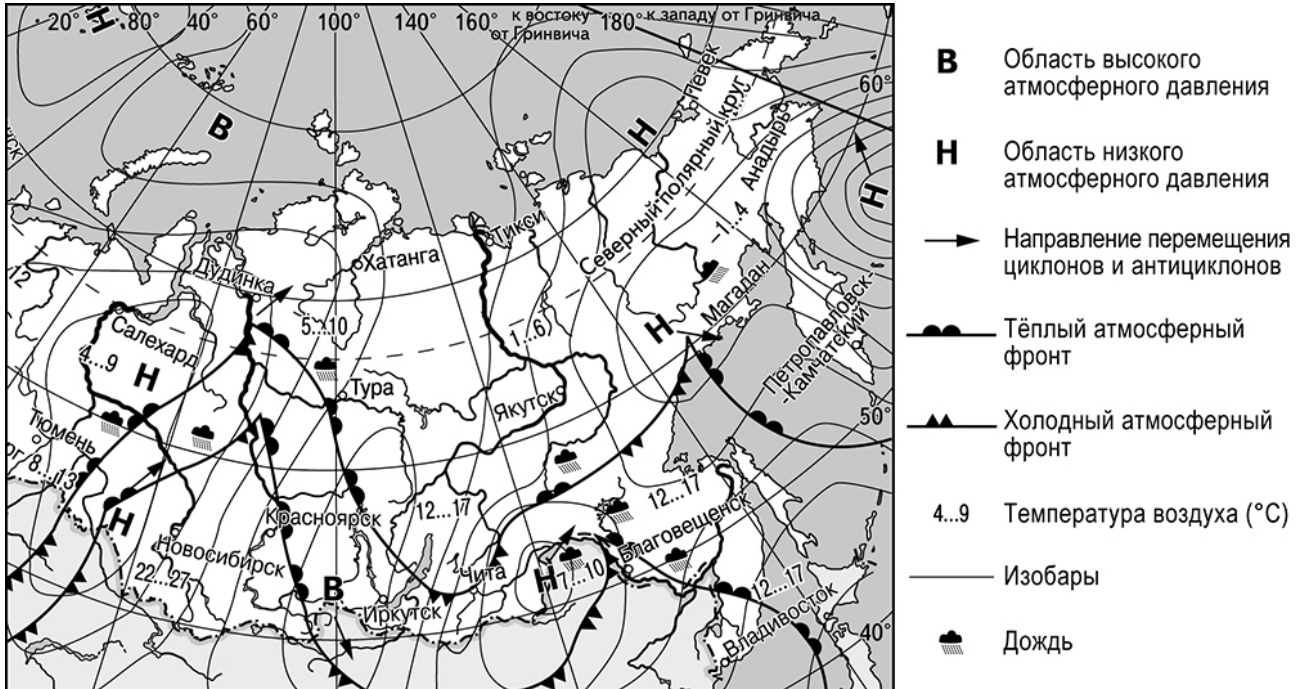 20° 40° 60° 80° 100° 120° 140° 160°
к востоку от Гринвича
180°
к западу от Гринвича
Н
В
Н
Н
60°
Певек
Северный полярный круг
Анадырь
–1...4
Тикси
Хатанга
Дудинка
12
5...10
1...6
Магадан
Н
Петропавловск-
-Камчатский
Салехард
4...9
Н
Тура
Якутск
50°
Тюмень
8...13
Н
Красноярск
12...17
12...17
Новосибирск
22...27
В
Иркутск
Чита
Н
7...10
Благовещенск
12...17
Владивосток
40°
В
Область высокого
атмосферного давления
Н
Область низкого
атмосферного давления
Направление перемещения
циклонов и антициклонов
Тёплый атмосферный
фронт
Холодный атмосферный
фронт
4...9
Температура воздуха (°C)
Изобары
Дождь